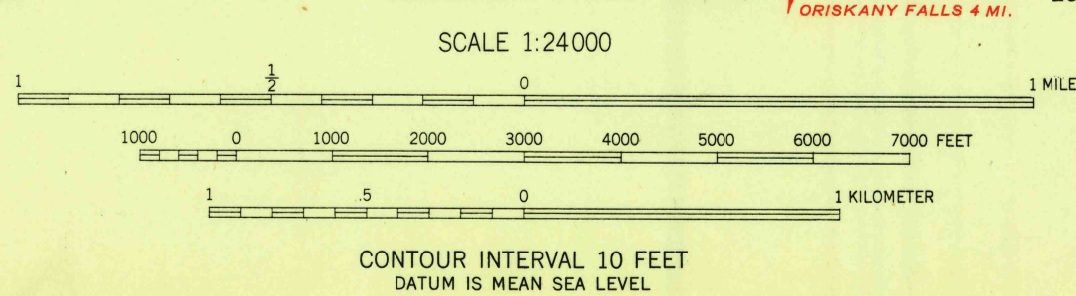 ORISKANY FALLS 4 MI.
SCALE 1:24000
1 1/2 0 1 MILE
1000 0 1000 2000 3000 4000 5000 6000 7000 FEET
1 .5 0 1 KILOMETER
CONTOUR INTERVAL 10 FEET
DATUM IS MEAN SEA LEVEL